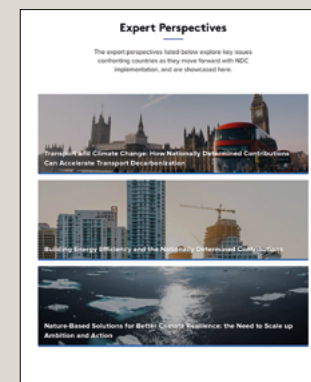 Expert Perspectives
The expert perspectives listed below explore key issues
confronting countries as they move forward with NDC
implementation, and are showcased here.
Transport and Climate Change: How Nationally Determined Contributions
Can Accelerate Transport Decarbonization
Building Energy Efficiency and the Nationally Determined Contributions
Nature-Based Solutions for Better Climate Resilience: the Need to Scale up
Ambition and Action